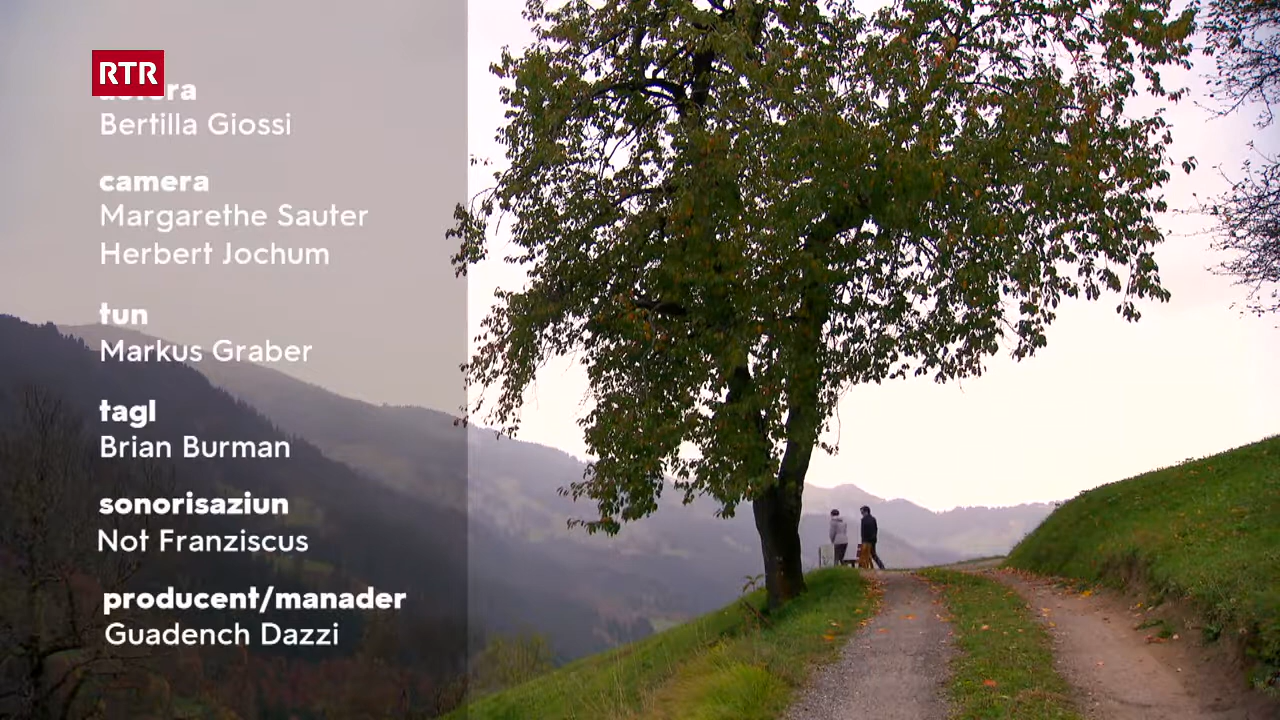 RTR
Bertilla Giossi
camera
Margarethe Sauter
Herbert Jochum
tun
Markus Graber
tagl
Brian Burman
sonorisaziun
Not Franziscus
producent/manader
Guadench Dazzi